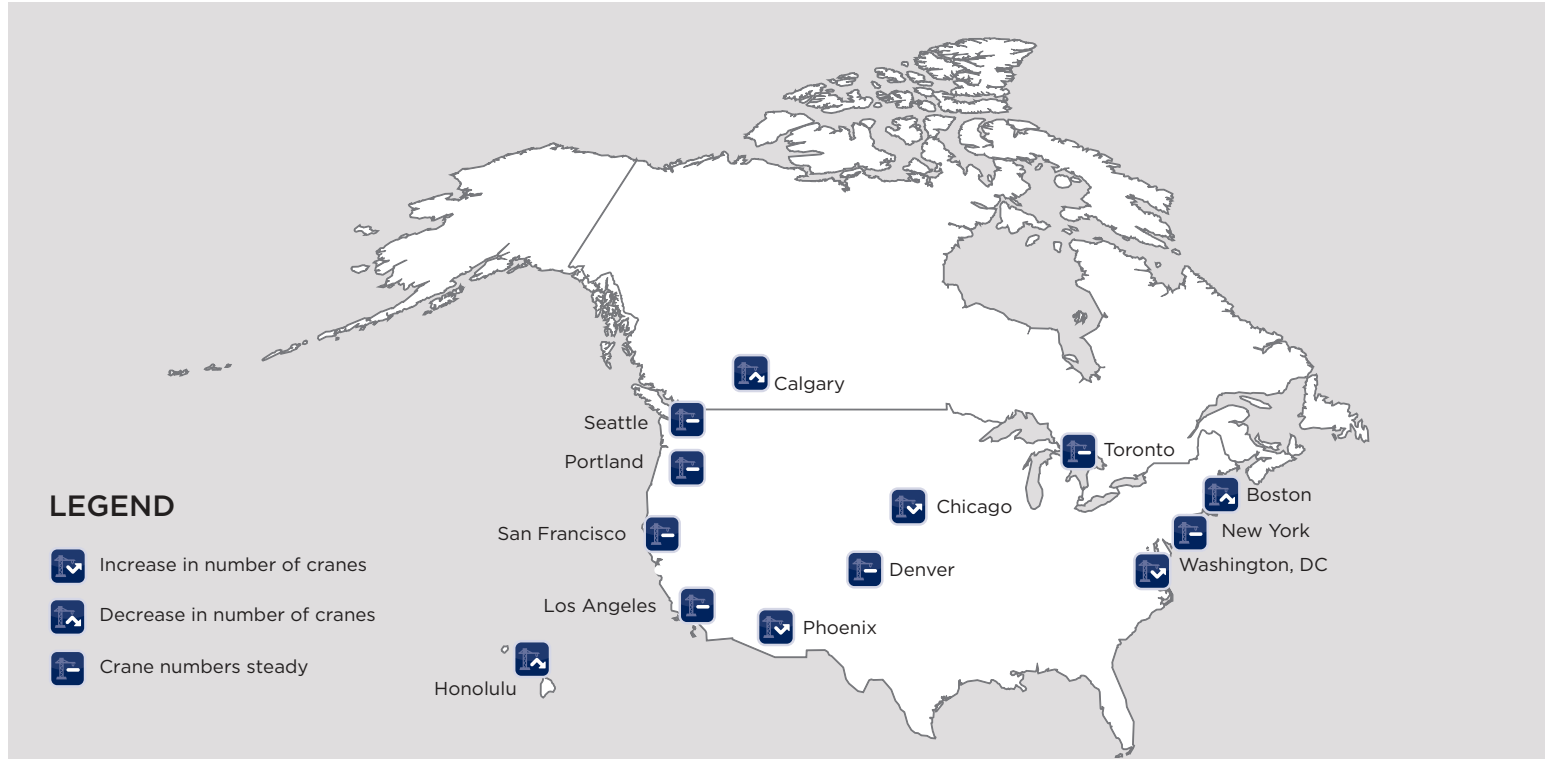 Calgary
Seattle
Toronto
Portland
LEGEND
Boston
Chicago
San Francisco
New York
Increase in number of cranes
Washington, DC
Denver
Los Angeles
Decrease in number of cranes
Phoenix
Crane numbers steady
Honolulu